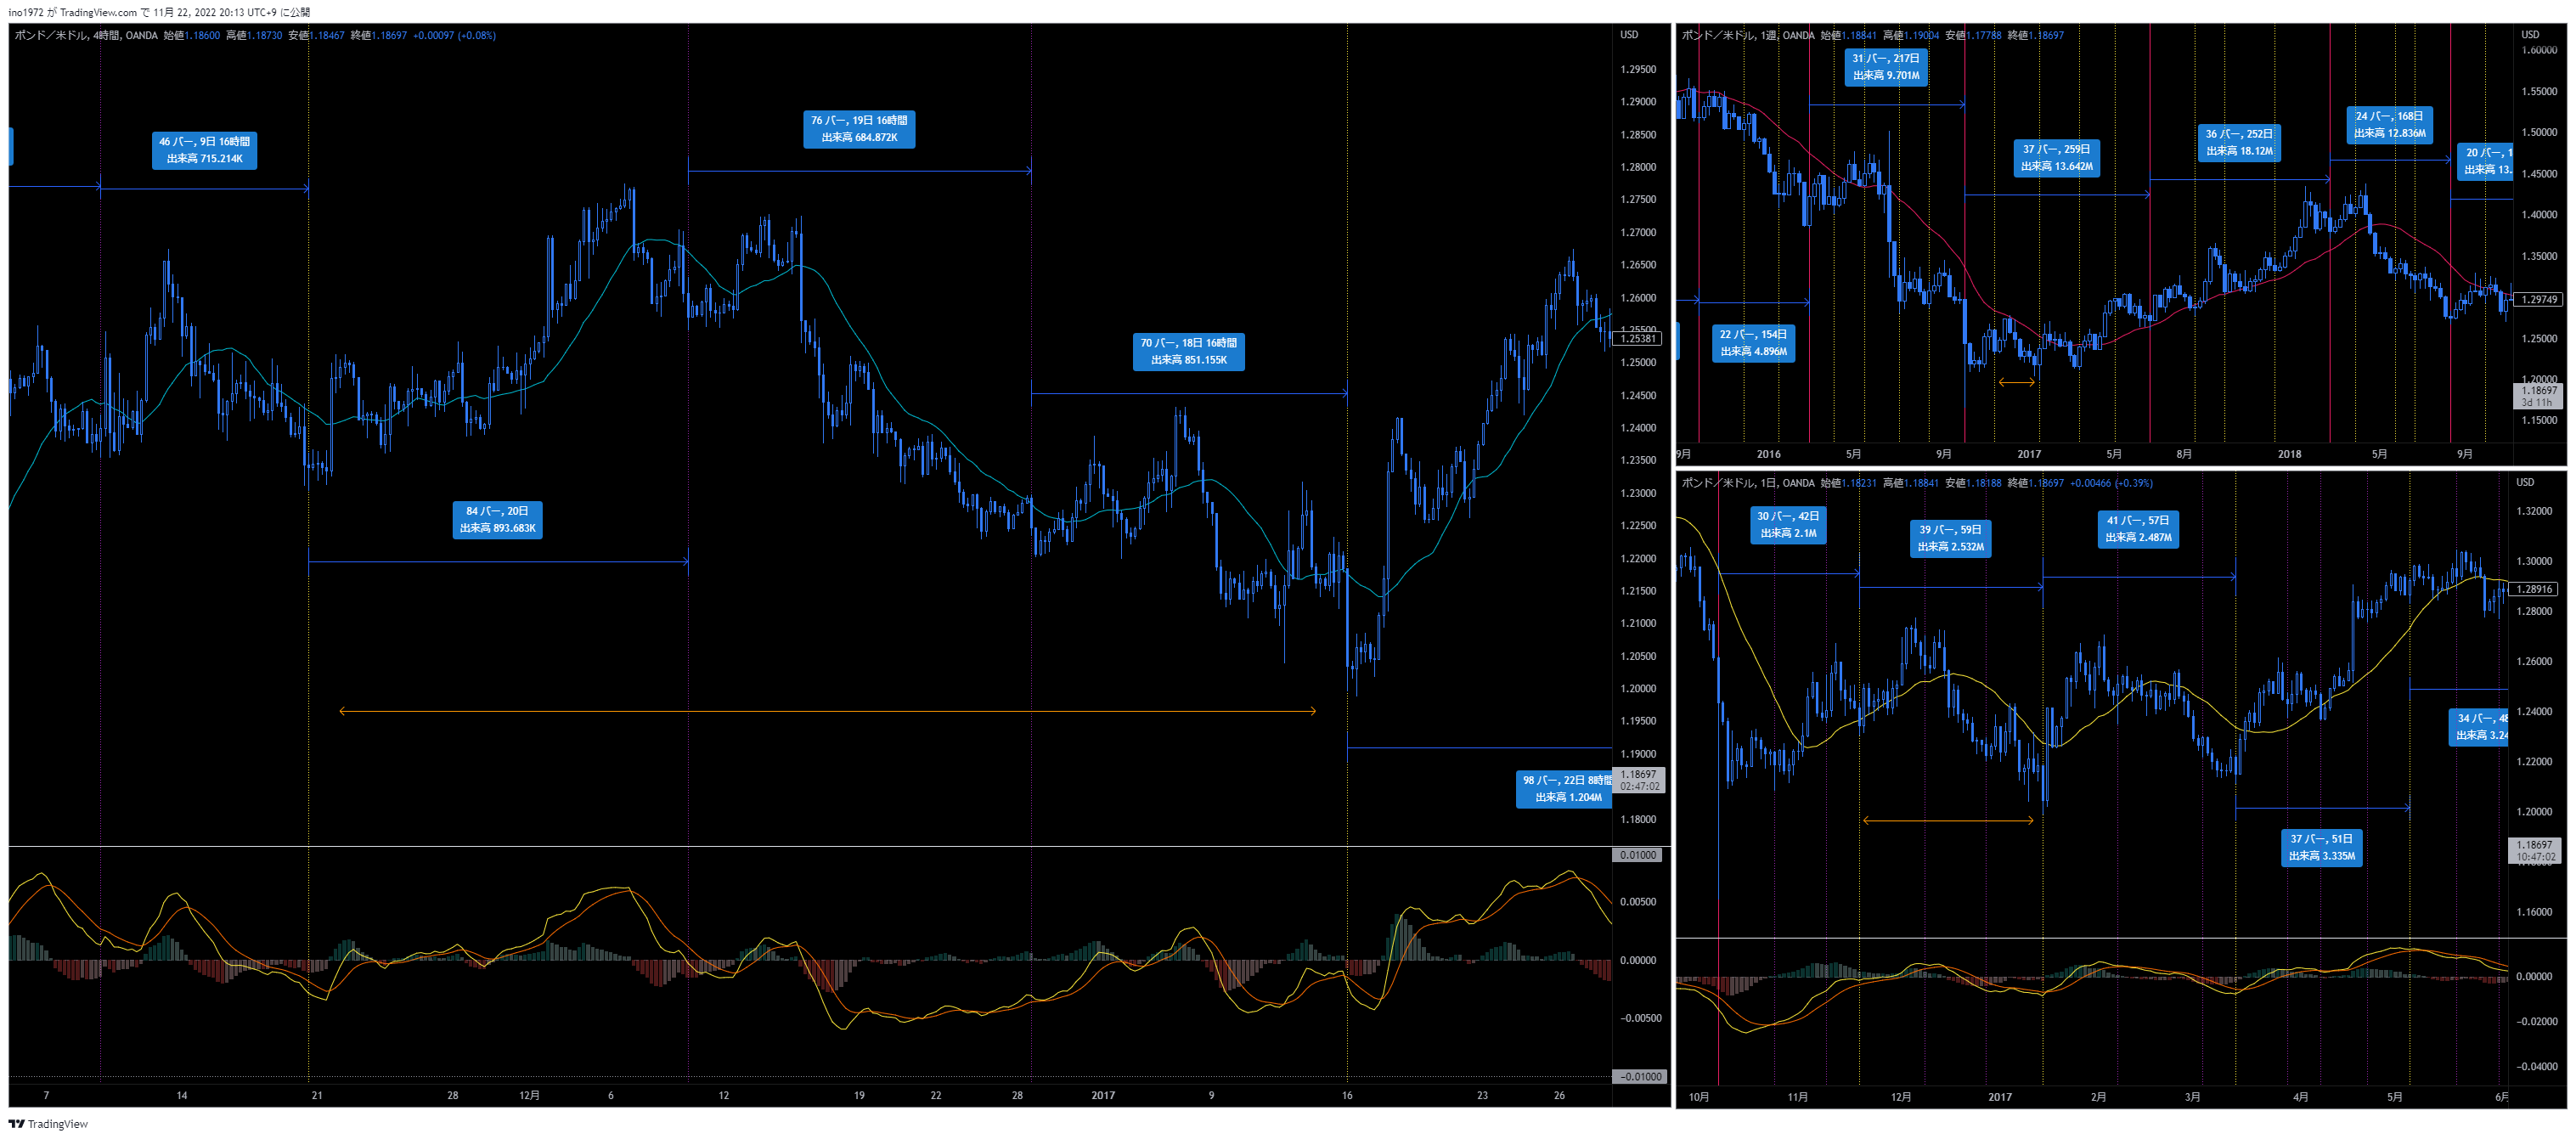 ino1972 が TradingView.com で 11月 22, 2022 20:13 UTC+9 に公開
ポンド／米ドル, 4時間, OANDA 始値1.18600 高値1.18730 安値1.18467 終値1.18697 +0.00097 (+0.08%)
USD
46 バー, 9日 16時間
出来高 715.214K
76 バー, 19日 16時間
出来高 684.872K
70 バー, 18日 16時間
出来高 851.155K
84 バー, 20日
出来高 893.683K
98 バー, 22日 8時間
出来高 1.204M
1.29500
1.29000
1.28500
1.28000
1.27500
1.27000
1.26500
1.26000
1.25500
1.25381
1.25000
1.24500
1.24000
1.23500
1.23000
1.22500
1.22000
1.21500
1.21000
1.20500
1.20000
1.19500
1.19000
1.18697
02:47:02
1.18000
0.01000
0.00500
0.00000
-0.00500
-0.01000
7 14 21 28 12月 6 12 19 22 28 2017 9 16 23 26
ポンド／米ドル, 1週, OANDA 始値1.18841 高値1.19004 安値1.17788 終値1.18697
USD
31 バー, 217日
出来高 9.701M
37 バー, 259日
出来高 13.642M
36 バー, 252日
出来高 18.12M
24 バー, 168日
出来高 12.836M
20 バー, 1
出来高 13.
22 バー, 154日
出来高 4.896M
1.60000
1.55000
1.50000
1.45000
1.40000
1.35000
1.29749
1.25000
1.20000
1.18697
3d 11h
1.15000
9月 2016 5月 9月 2017 5月 8月 2018 5月 9月
ポンド／米ドル, 1日, OANDA 始値1.18231 高値1.18841 安値1.18188 終値1.18697 +0.00466 (+0.39%)
USD
30 バー, 42日
出来高 2.1M
39 バー, 59日
出来高 2.532M
41 バー, 57日
出来高 2.487M
34 バー, 48
出来高 3.24
37 バー, 51日
出来高 3.335M
1.32000
1.30000
1.28916
1.28000
1.26000
1.24000
1.22000
1.20000
1.18697
10:47:02
1.16000
0.00000
-0.02000
-0.04000
10月 11月 12月 2017 2月 3月 4月 5月 6月
TradingView